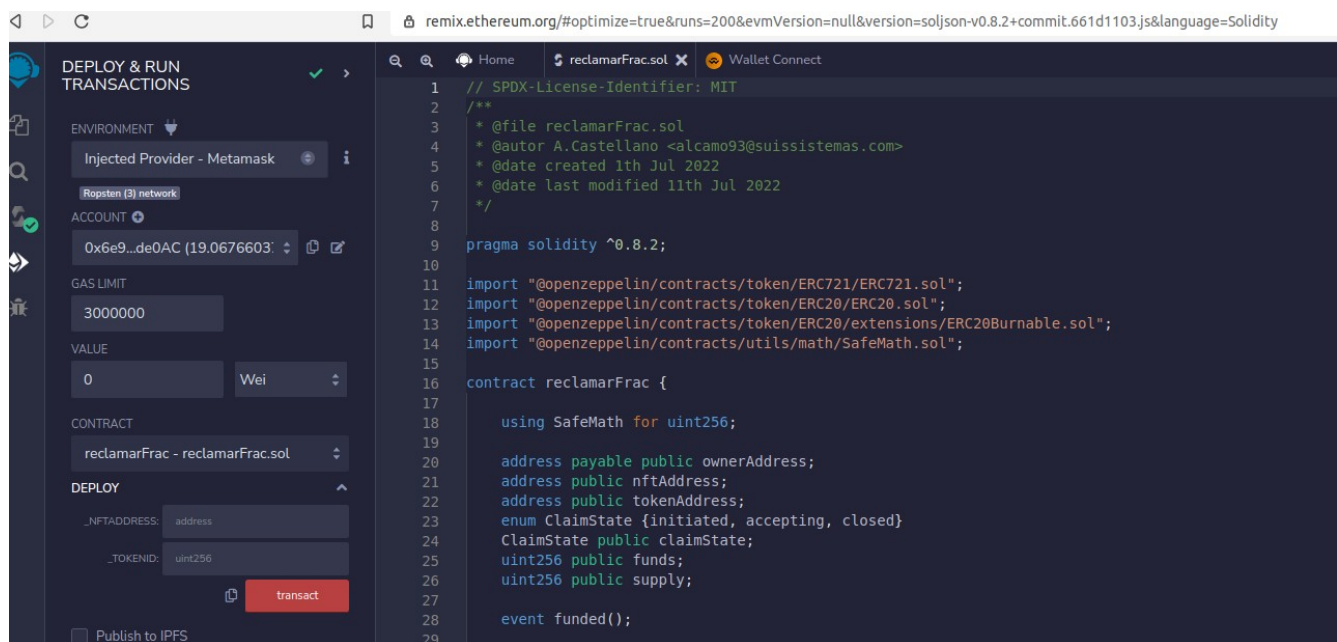 remix.ethereum.org/#optimize=true&runs=200&evmVersion=null&version=soljson-v0.8.2+commit.661d1103.js&language=Solidity
DEPLOY & RUN
TRANSACTIONS
ENVIRONMENT
Injected Provider - Metamask
i
Ropsten (3) network
ACCOUNT
0x6e9...de0AC (19.0676603
GAS LIMIT
3000000
VALUE
0 Wei
CONTRACT
reclamarFrac - reclamarFrac.sol
DEPLOY
_NFTADDRESS: address
_TOKENID: uint256
transact
Publish to IPFS
Home reclamarFrac.sol Wallet Connect
1 // SPDX-License-Identifier: MIT
2 /**
3 * @file reclamarFrac.sol
4 * @autor A.Castellano <alcamo93@suissistemas.com>
5 * @date created 1th Jul 2022
6 * @date last modified 11th Jul 2022
7 */
8
9 pragma solidity ^0.8.2;
10
11 import "@openzeppelin/contracts/token/ERC721/ERC721.sol";
12 import "@openzeppelin/contracts/token/ERC20/ERC20.sol";
13 import "@openzeppelin/contracts/token/ERC20/extensions/ERC20Burnable.sol";
14 import "@openzeppelin/contracts/utils/math/SafeMath.sol";
15
16 contract reclamarFrac {
17
18 using SafeMath for uint256;
19
20 address payable public ownerAddress;
21 address public nftAddress;
22 address public tokenAddress;
23 enum ClaimState {initiated, accepting, closed}
24 ClaimState public claimState;
25 uint256 public funds;
26 uint256 public supply;
27
28 event funded();
29